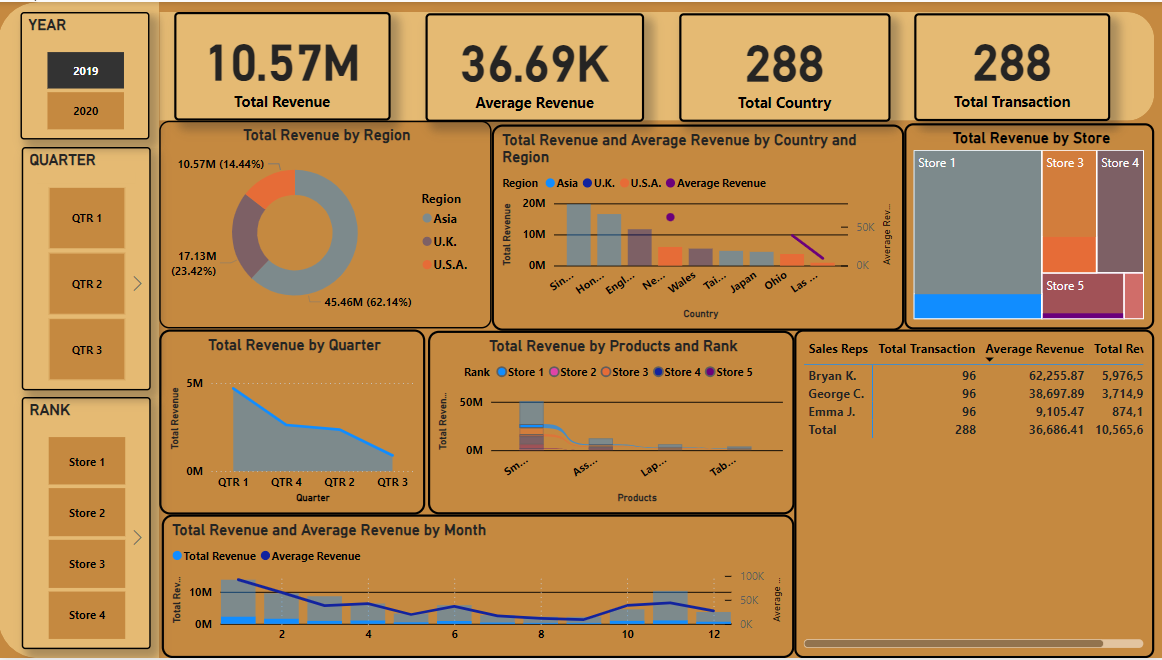 YEAR
2019
2020
QUARTER
QTR 1
QTR 2
QTR 3
RANK
Store 1
Store 2
Store 3
Store 4
10.57M
Total Revenue
36.69K
Average Revenue
288
Total Country
288
Total Transaction
Total Revenue by Region
10.57M (14.44%)
17.13M
(23.42%)
45.46M (62.14%)
Region
Asia
U.K.
U.S.A.
Total Revenue and Average Revenue by Country and
Region
Region Asia U.K. U.S.A. Average Revenue
Total Revenue
20M
10M
0M
50K
0K
Average Rev...
Sin... Hon... Engl... Ne... Wales Tai... Japan Ohio Las ...
Country
Total Revenue by Store
Store 1
Store 3
Store 4
Store 5
Total Revenue by Quarter
Total Revenue
5M
0M
QTR 1 QTR 4 QTR 2 QTR 3
Quarter
Total Revenue by Products and Rank
Rank Store 1 Store 2 Store 3 Store 4 Store 5
Total Reven...
50M
0M
Sm... Ass... Lap... Tab...
Products
Sales Reps Total Transaction Average Revenue Total Rev
Bryan K. 96 62,255.87 5,976,5
George C. 96 38,697.89 3,714,9
Emma J. 96 9,105.47 874,1
Total 288 36,686.41 10,565,6
Total Revenue and Average Revenue by Month
Total Revenue Average Revenue
Total Rev...
10M
0M
100K
50K
0K
Average ...
2 4 6 8 10 12